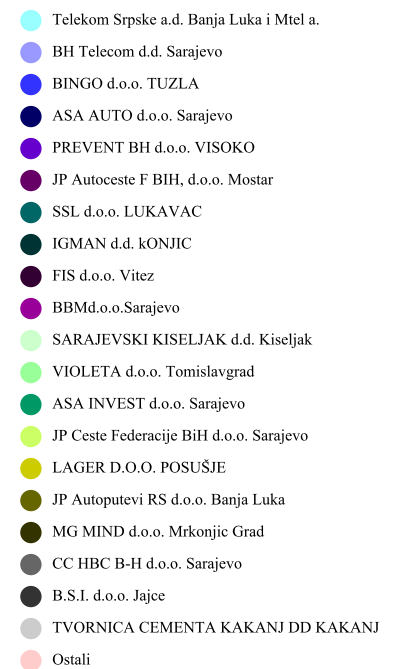 Telekom Srpske a.d. Banja Luka i Mtel a.
BH Telecom d.d. Sarajevo
BINGO d.o.o. TUZLA
ASA AUTO d.o.o. Sarajevo
PREVENT BH d.o.o. VISOKO
JP Autoceste F BIH, d.o.o. Mostar
SSL d.o.o. LUKAVAC
IGMAN d.d. kONJIC
FIS d.o.o. Vitez
BBMd.o.o.Sarajevo
SARAJEVSKI KISELJAK d.d. Kiseljak
VIOLETA d.o.o. Tomislavgrad
ASA INVEST d.o.o. Sarajevo
JP Ceste Federacije BiH d.o.o. Sarajevo
LAGER D.O.O. POSUŠJE
JP Autoputevi RS d.o.o. Banja Luka
MG MIND d.o.o. Mrkonjic Grad
CC HBC B-H d.o.o. Sarajevo
B.S.I. d.o.o. Jajce
TVORNICA CEMENTA KAKANJ DD KAKANJ
Ostali